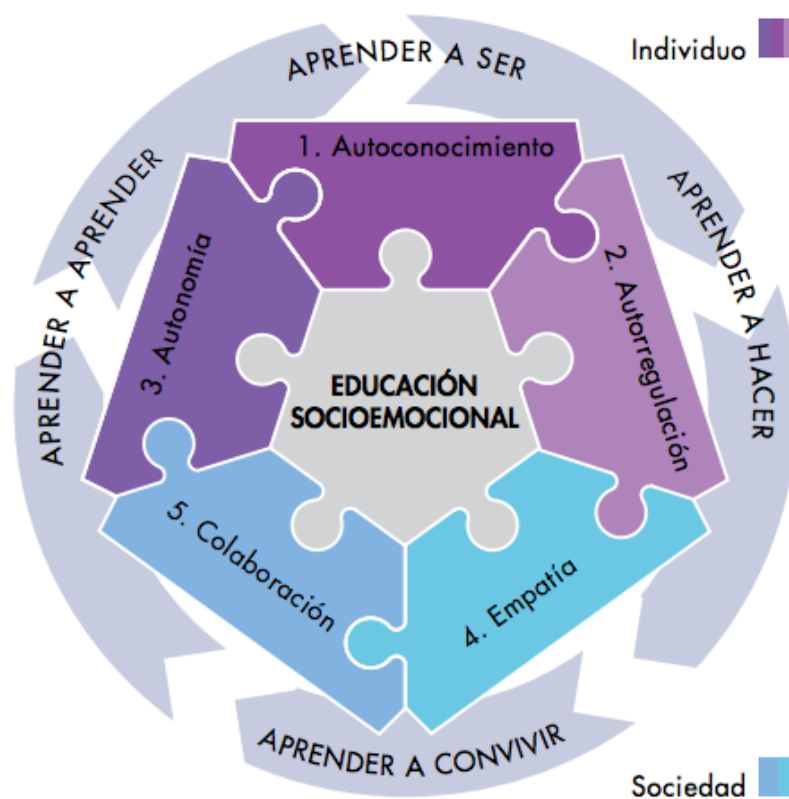 APRENDER A SER
Individuo
1. Autoconocimiento
APRENDER A APRENDER
APRENDER A HACER
2. Autorregulación
3. Autonomía
EDUCACIÓN
SOCIOEMOCIONAL
5. Colaboración
4. Empatía
APRENDER A CONVIVIR
Sociedad